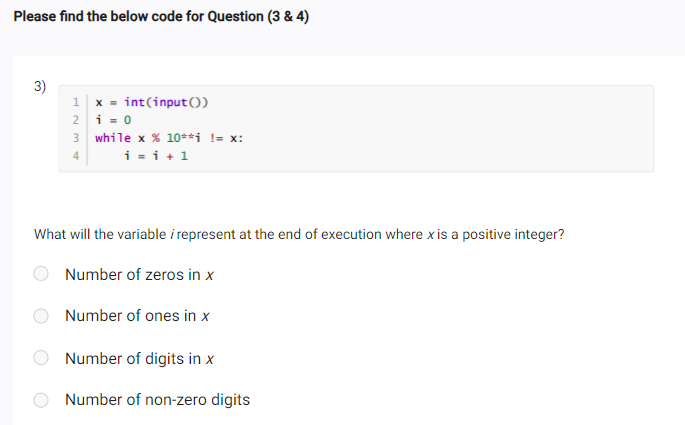 Please find the below code for Question (3 & 4)
3)
1 x = int(input())
2 i = 0
3 while x % 10**i != x:
4     i = i + 1
What will the variable i represent at the end of execution where x is a positive integer?
Number of zeros in x
Number of ones in x
Number of digits in x
Number of non-zero digits